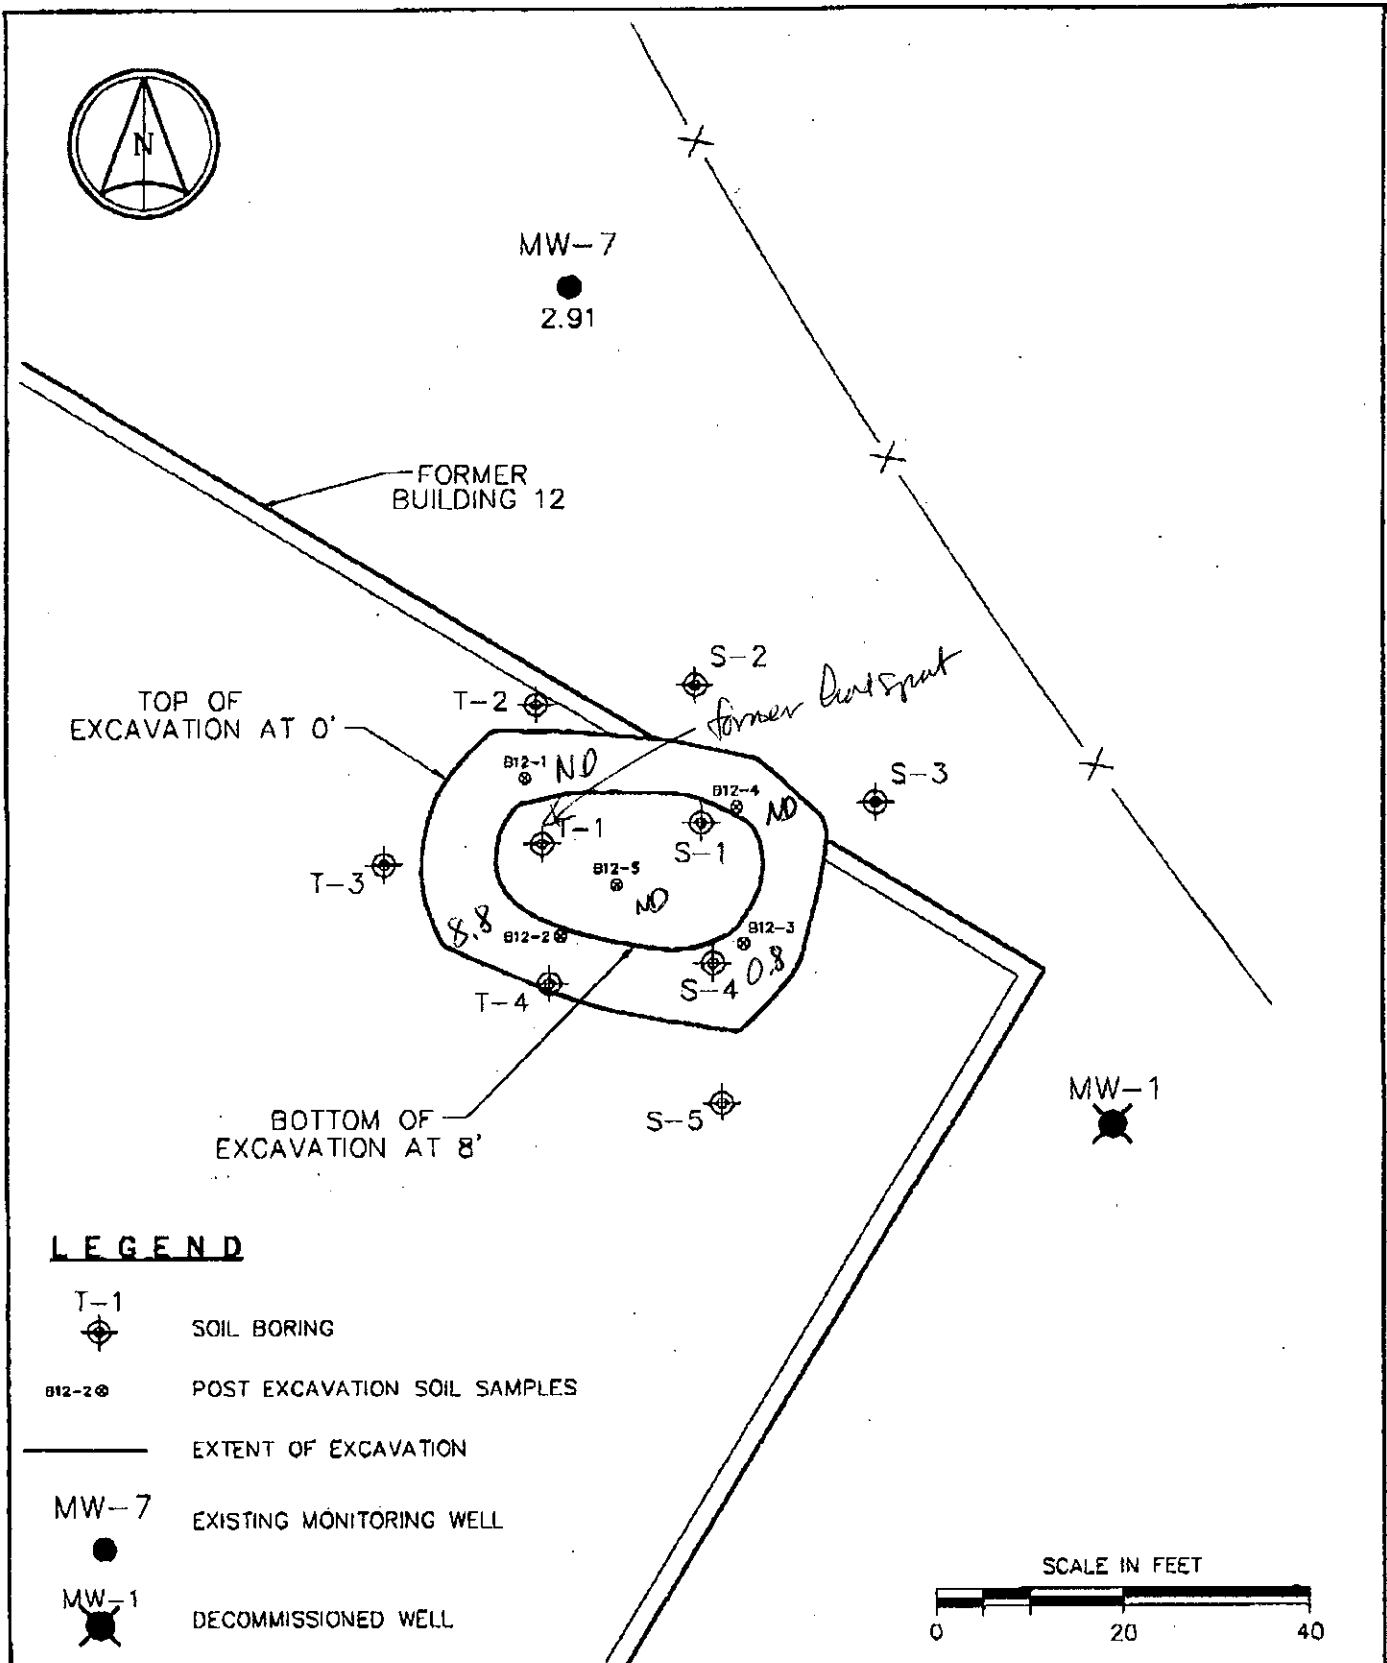 N
MW-7
2.91
FORMER
BUILDING 12
S-2
former hotspot
T-2
TOP OF
EXCAVATION AT 0'
B12-1 ND
S-3
B12-4
ND
T-1
S-1
T-3
B12-5
ND
8.8
B12-2
B12-3
S-4 0.8
T-4
MW-1
BOTTOM OF
EXCAVATION AT 8'
S-5
LEGEND
T-1
SOIL BORING
B12-2
POST EXCAVATION SOIL SAMPLES
EXTENT OF EXCAVATION
MW-7
EXISTING MONITORING WELL
MW-1
DECOMMISSIONED WELL
SCALE IN FEET
0 20 40